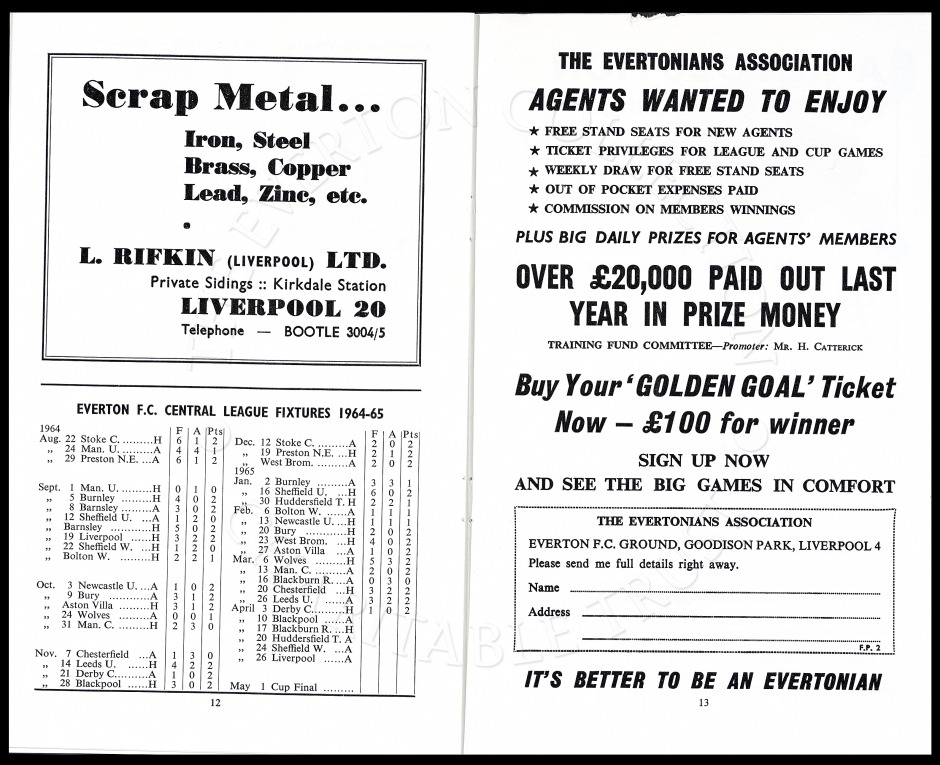 Scrap Metal...
Iron, Steel
Brass, Copper
Lead, Zinc, etc.
L. RIFKIN (LIVERPOOL) LTD.
Private Sidings :: Kirkdale Station
LIVERPOOL 20
Telephone — BOOTLE 3004/5
EVERTON F.C. CENTRAL LEAGUE FIXTURES 1964-65
1964 F A Pts
Aug. 22 Stoke C. .........H 6 1 2
„ 24 Man. U. .........A 4 4 1
„ 29 Preston N.E. ...A 6 1 2
Sept. 1 Man. U. .........H 0 1 0
„ 5 Burnley .........H 4 0 2
„ 8 Barnsley .........A 3 0 2
„ 12 Sheffield U. ...A 1 2 0
„ Barnsley ............H 5 0 2
„ 19 Liverpool ......H 3 2 2
„ 22 Sheffield W. ...H 1 2 0
„ Bolton W. .........H 2 2 1
Oct. 3 Newcastle U. ...A 1 0 2
„ 9 Bury ............A 3 1 2
„ Aston Villa .........H 3 1 2
„ 24 Wolves .........A 0 0 1
„ 31 Man. C. .........H 2 3 0
Nov. 7 Chesterfield ...A 1 3 0
„ 14 Leeds U. ......H 4 2 2
„ 21 Derby C. .........A 1 0 2
„ 28 Blackpool ......H 3 0 2
F A Pts
Dec. 12 Stoke C. .........A 2 0 2
„ 19 Preston N.E. ...H 2 1 2
„ West Brom. .........A 2 0 2
1965
Jan. 2 Burnley .........A 3 3 1
„ 16 Sheffield U. ...H 6 0 2
„ 30 Huddersfield T. H 2 2 1
Feb. 6 Bolton W. ......A 1 1 1
„ 13 Newcastle U. ...H 1 1 1
„ 20 Bury ............A 2 0 2
„ 23 West Brom. ...H 4 0 2
„ 27 Aston Villa ...A 1 0 2
Mar. 6 Wolves .........H 5 3 2
„ 13 Man. C. .........A 2 0 2
„ 16 Blackburn R. ...A 0 3 0
„ 20 Chesterfield ...H 3 2 2
„ 26 Leeds U. ......A 3 2 2
April 3 Derby C. .........H 1 0 2
„ 10 Blackpool ......A
„ 17 Blackburn R. ...H
„ 20 Huddersfield T. A
„ 24 Sheffield W. ...A
„ 26 Liverpool ......A
May 1 Cup Final .........
12
THE EVERTONIANS ASSOCIATION
AGENTS WANTED TO ENJOY
★ FREE STAND SEATS FOR NEW AGENTS
★ TICKET PRIVILEGES FOR LEAGUE AND CUP GAMES
★ WEEKLY DRAW FOR FREE STAND SEATS
★ OUT OF POCKET EXPENSES PAID
★ COMMISSION ON MEMBERS WINNINGS
PLUS BIG DAILY PRIZES FOR AGENTS' MEMBERS
OVER £20,000 PAID OUT LAST
YEAR IN PRIZE MONEY
TRAINING FUND COMMITTEE—Promoter: MR. H. CATTERICK
Buy Your 'GOLDEN GOAL' Ticket
Now – £100 for winner
SIGN UP NOW
AND SEE THE BIG GAMES IN COMFORT
THE EVERTONIANS ASSOCIATION
EVERTON F.C. GROUND, GOODISON PARK, LIVERPOOL 4
Please send me full details right away.
Name
Address
F.P. 2
IT'S BETTER TO BE AN EVERTONIAN
13